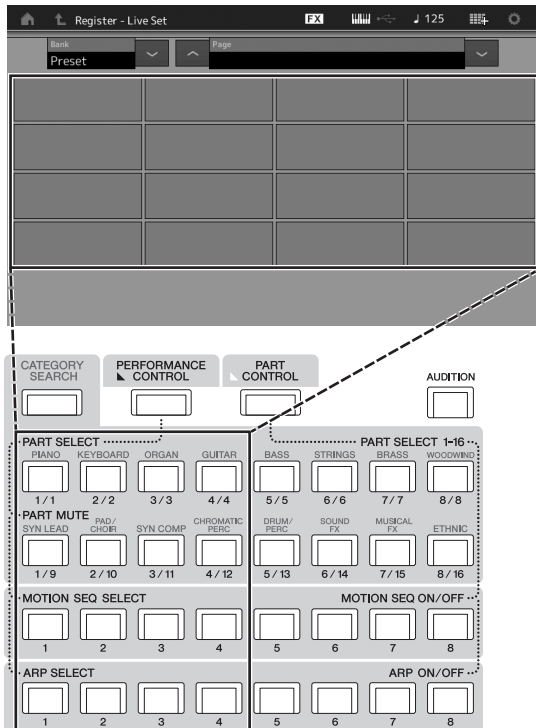 Register - Live Set FX 125
Bank Page
Preset
CATEGORY SEARCH PERFORMANCE CONTROL PART CONTROL AUDITION
PART SELECT PART SELECT 1-16
PIANO KEYBOARD ORGAN GUITAR BASS STRINGS BRASS WOODWIND
1/1 2/2 3/3 4/4 5/5 6/6 7/7 8/8
PART MUTE
SYN LEAD PAD/CHOIR SYN COMP CHROMATIC PERC DRUM/PERC SOUND FX MUSICAL FX ETHNIC
1/9 2/10 3/11 4/12 5/13 6/14 7/15 8/16
MOTION SEQ SELECT MOTION SEQ ON/OFF
1 2 3 4 5 6 7 8
ARP SELECT ARP ON/OFF
1 2 3 4 5 6 7 8